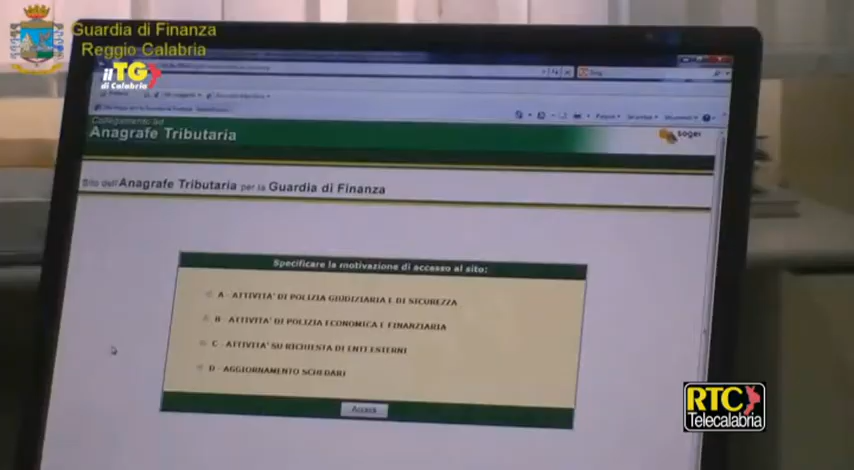 Guardia di Finanza
Reggio Calabria
il TG
di Calabria
Collegamento ad
Anagrafe Tributaria
sogei
Sito dell'Anagrafe Tributaria per la Guardia di Finanza
Specificare la motivazione di accesso al sito:
A - ATTIVITA' DI POLIZIA GIUDIZIARIA E DI SICUREZZA
B - ATTIVITA' DI POLIZIA ECONOMICA E FINANZIARIA
C - ATTIVITA' SU RICHIESTA DI ENTI ESTERNI
D - AGGIORNAMENTO SCHEDARI
Accedi
RTC
Telecalabria